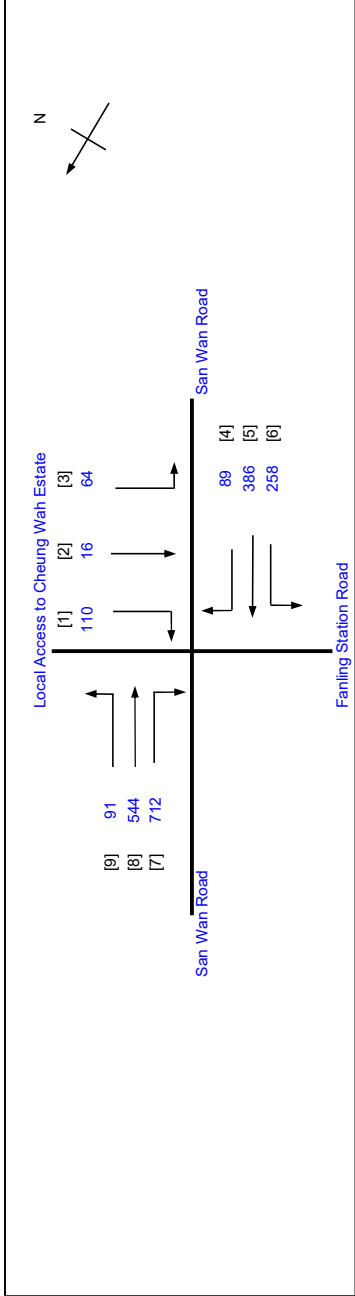 N
Local Access to Cheung Wah Estate
[1] [2] [3]
110 16 64
[9] 91
[8] 544
[7] 712
San Wan Road
San Wan Road
89 [4]
386 [5]
258 [6]
Fanling Station Road